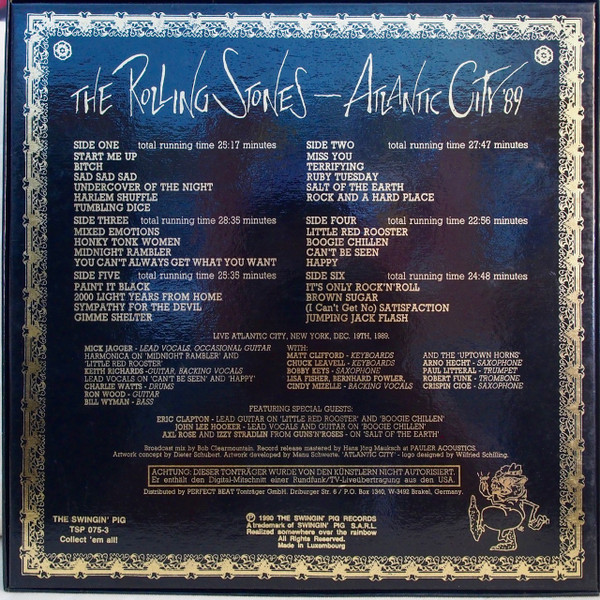 THE ROLLING STONES — ATLANTIC CITY '89
SIDE ONE total running time 25:17 minutes
START ME UP
BITCH
SAD SAD SAD
UNDERCOVER OF THE NIGHT
HARLEM SHUFFLE
TUMBLING DICE
SIDE TWO total running time 27:47 minutes
MISS YOU
TERRIFYING
RUBY TUESDAY
SALT OF THE EARTH
ROCK AND A HARD PLACE
SIDE THREE total running time 28:35 minutes
MIXED EMOTIONS
HONKY TONK WOMEN
MIDNIGHT RAMBLER
YOU CAN'T ALWAYS GET WHAT YOU WANT
SIDE FOUR total running time 22:56 minutes
LITTLE RED ROOSTER
BOOGIE CHILLEN
CAN'T BE SEEN
HAPPY
SIDE FIVE total running time 25:35 minutes
PAINT IT BLACK
2000 LIGHT YEARS FROM HOME
SYMPATHY FOR THE DEVIL
GIMME SHELTER
SIDE SIX total running time 24:48 minutes
IT'S ONLY ROCK'N'ROLL
BROWN SUGAR
(I Can't Get No) SATISFACTION
JUMPING JACK FLASH
LIVE ATLANTIC CITY, NEW YORK, DEC. 19TH, 1989.
MICK JAGGER - LEAD VOCALS, OCCASIONAL GUITAR
HARMONICA ON 'MIDNIGHT RAMBLER' AND
'LITTLE RED ROOSTER'
KEITH RICHARDS - GUITAR, BACKING VOCALS
LEAD VOCALS ON 'CAN'T BE SEEN' AND 'HAPPY'
CHARLIE WATTS - DRUMS
RON WOOD - GUITAR
BILL WYMAN - BASS
WITH:
MATT CLIFFORD - KEYBOARDS
CHUCK LEAVELL - KEYBOARDS
BOBBY KEYS - SAXOPHONE
LISA FISHER, BERNHARD FOWLER,
CINDY MIZELLE - BACKING VOCALS
AND THE 'UPTOWN HORNS'
ARNO HECHT - SAXOPHONE
PAUL LITTERAL - TRUMPET
ROBERT FUNK - TROMBONE
CRISPIN CIOE - SAXOPHONE
FEATURING SPECIAL GUESTS:
ERIC CLAPTON - LEAD GUITAR ON 'LITTLE RED ROOSTER' AND 'BOOGIE CHILLEN'
JOHN LEE HOOKER - LEAD VOCALS AND GUITAR ON 'BOOGIE CHILLEN'
AXL ROSE AND IZZY STRADLIN FROM GUNS'N'ROSES - ON 'SALT OF THE EARTH'
Broadcast mix by Bob Clearmountain. Record release mastered by Hans Jörg Maucksch at PAULER ACOUSTICS.
Artwork concept by Dieter Schubert. Artwork developed by Manu Schwarte. 'ATLANTIC CITY' - logo designed by Wilfried Schilling.
ACHTUNG: DIESER TONTRÄGER WURDE VON DEN KÜNSTLERN NICHT AUTORISIERT.
Er enthält den Digital-Mitschnitt einer Rundfunk/TV-Liveübertragung aus den USA.
Distributed by PERFECT BEAT Tonträger GmbH. Driburger Str. 6 / P.O. Box 1340, W-3492 Brakel, Germany.
THE SWINGIN' PIG
TSP 075-3
Collect 'em all!
℗ © 1990 THE SWINGIN' PIG RECORDS
A trademark of SWINGIN' PIG S.A.R.L.
Realized somewhere over the rainbow
All Rights Reserved.
Made in Luxembourg